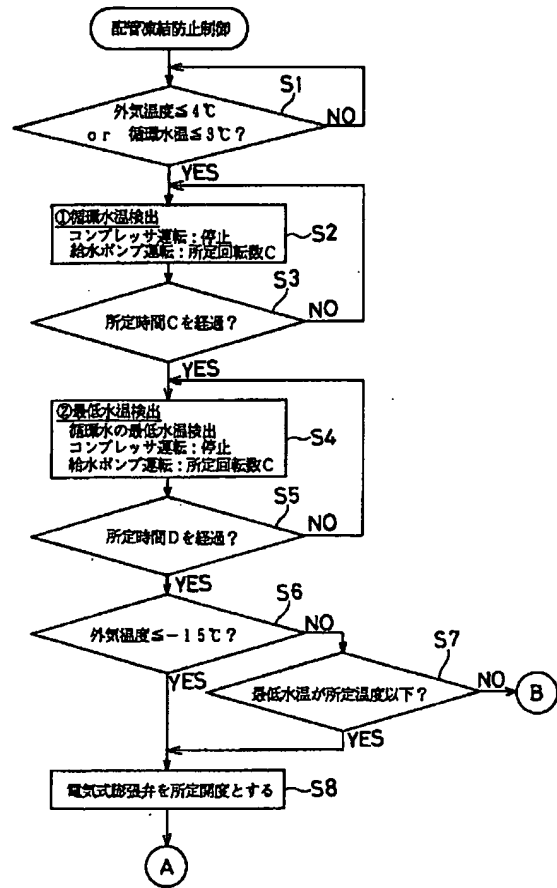 配管凍結防止制御
S1
外気温度≦4℃
or 循環水温≦3℃?
NO
YES
①循環水温検出
コンプレッサ運転:停止
給水ポンプ運転:所定回転数C
S2
S3
所定時間Cを経過?
NO
YES
②最低水温検出
循環水の最低水温検出
コンプレッサ運転:停止
給水ポンプ運転:所定回転数C
S4
S5
所定時間Dを経過?
NO
YES
S6
外気温度≦-15℃?
NO
YES
S7
最低水温が所定温度以下?
NO
B
YES
電気式膨張弁を所定開度とする
S8
A